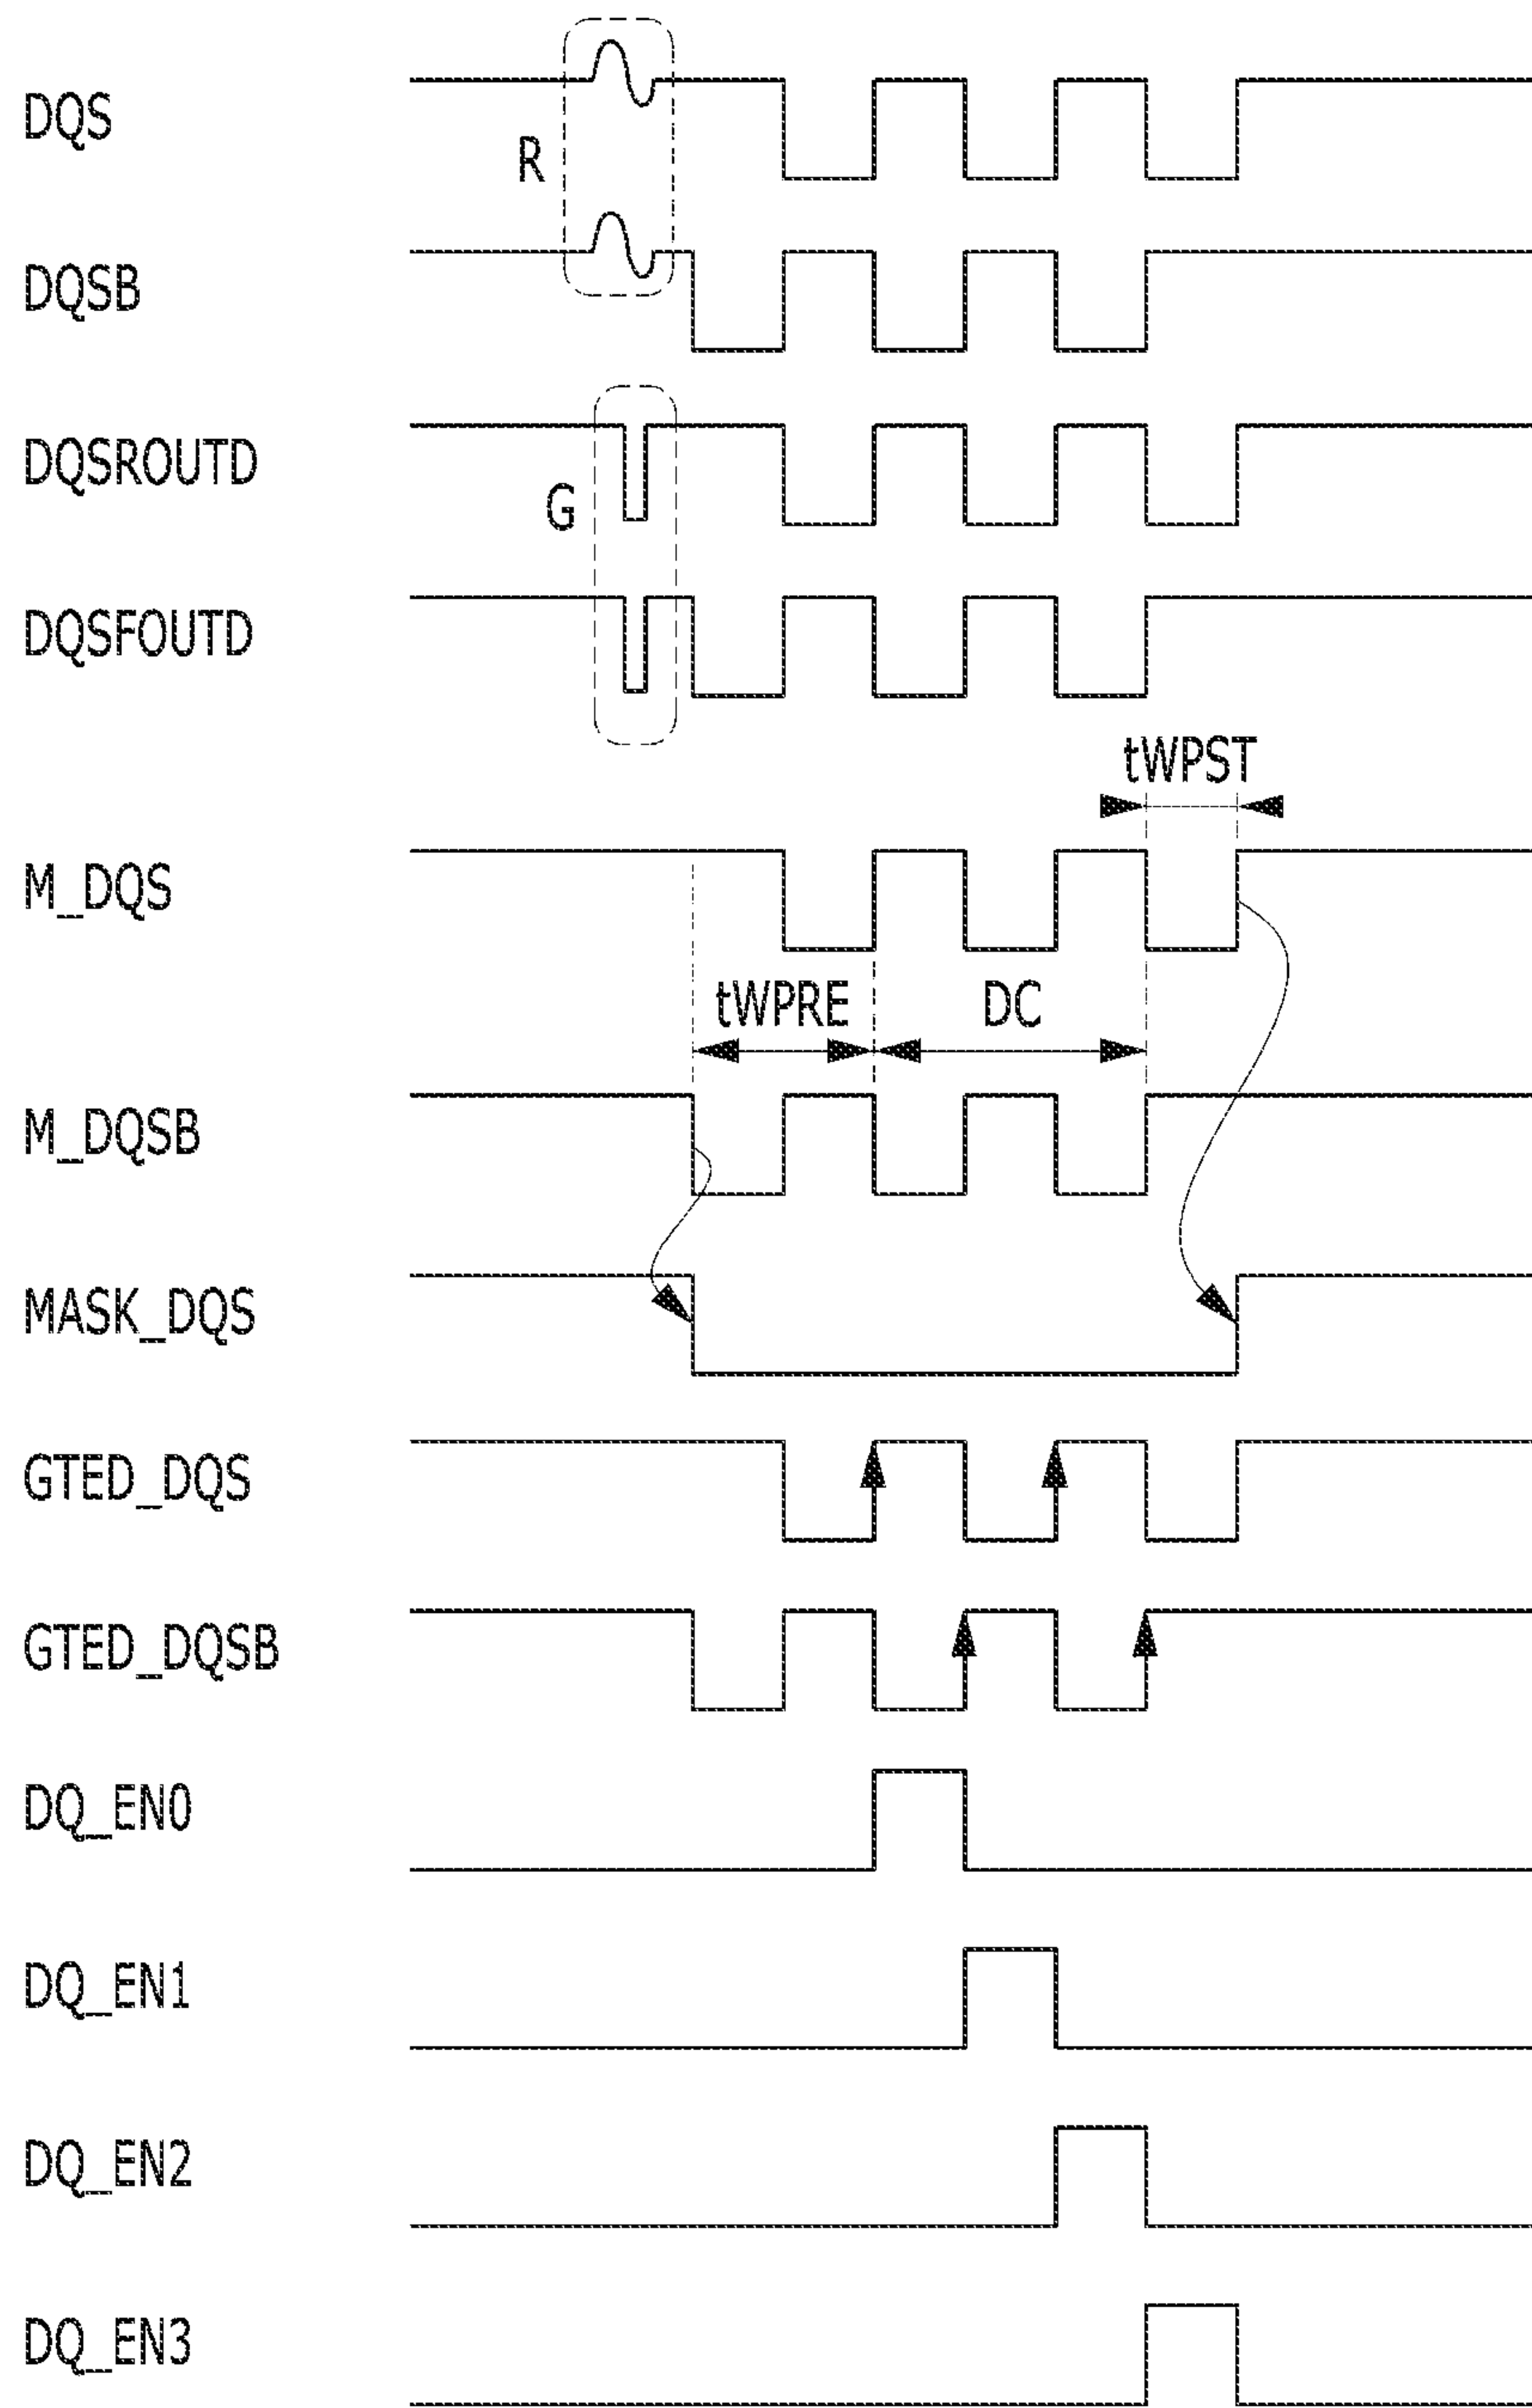 DQS
R
DQSB
DQSROUTD
G
DQSFOUTD
tWPST
M_DQS
tWPRE DC
M_DQSB
MASK_DQS
GTED_DQS
GTED_DQSB
DQ_EN0
DQ_EN1
DQ_EN2
DQ_EN3